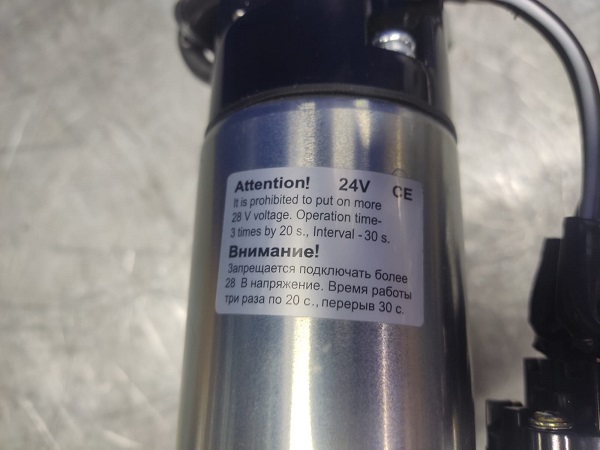 Attention! 24V CE
It is prohibited to put on more
28 V voltage. Operation time-
3 times by 20 s., Interval - 30 s.
Внимание!
Запрещается подключать более
28 В напряжение. Время работы
три раза по 20 с., перерыв 30 с.